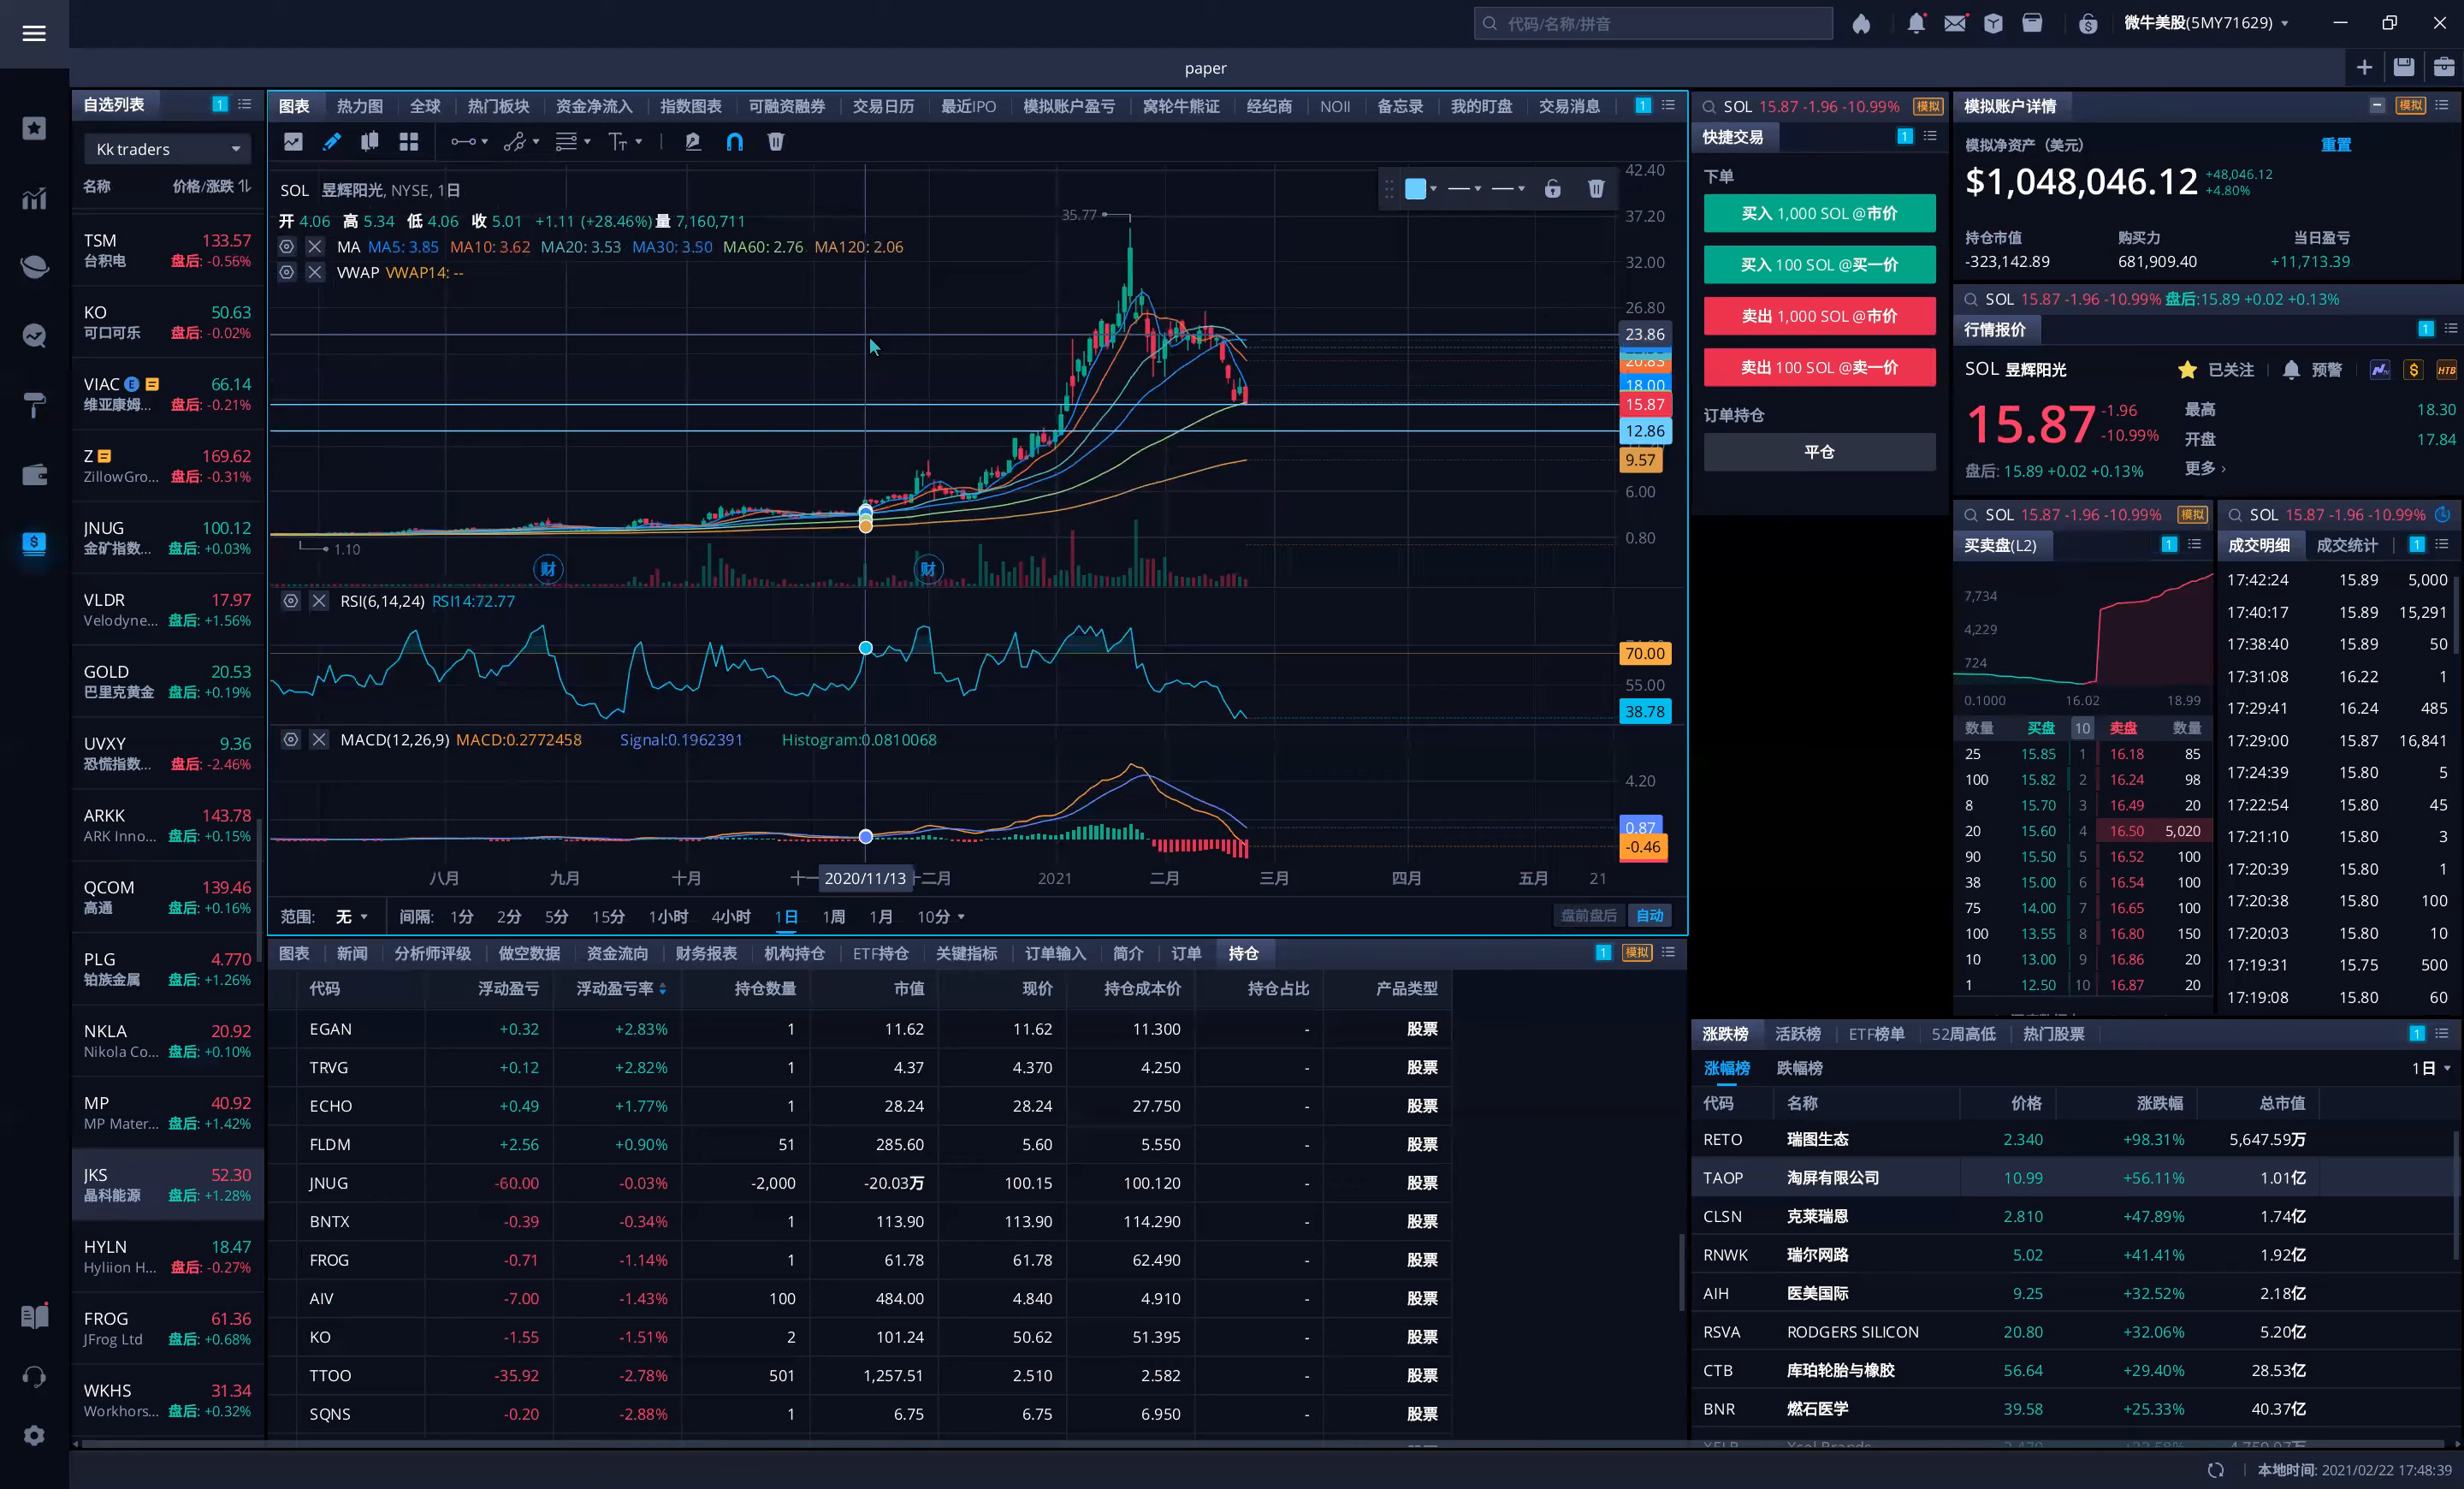 代码/名称/拼音
微牛美股(5MY71629)
paper
自选列表 1
Kk traders
名称 价格/涨跌
TSM 133.57
台积电 盘后: -0.56%
KO 50.63
可口可乐 盘后: -0.02%
VIAC E 66.14
维亚康姆... 盘后: -0.21%
Z 169.62
ZillowGro... 盘后: -0.31%
JNUG 100.12
金矿指数... 盘后: +0.03%
VLDR 17.97
Velodyne... 盘后: +1.56%
GOLD 20.53
巴里克黄金 盘后: +0.19%
UVXY 9.36
恐慌指数... 盘后: -2.46%
ARKK 143.78
ARK Inno... 盘后: +0.15%
QCOM 139.46
高通 盘后: +0.16%
PLG 4.770
铂族金属 盘后: +1.26%
NKLA 20.92
Nikola Co... 盘后: +0.10%
MP 40.92
MP Mater... 盘后: +1.42%
JKS 52.30
晶科能源 盘后: +1.28%
HYLN 18.47
Hyliion H... 盘后: -0.27%
FROG 61.36
JFrog Ltd 盘后: +0.68%
WKHS 31.34
Workhors... 盘后: +0.32%
图表 热力图 全球 热门板块 资金净流入 指数图表 可融资融券 交易日历 最近IPO 模拟账户盈亏 窝轮牛熊证 经纪商 NOII 备忘录 我的盯盘 交易消息 1
SOL 昱辉阳光, NYSE, 1日
开 4.06 高 5.34 低 4.06 收 5.01 +1.11 (+28.46%) 量 7,160,711
MA MA5: 3.85 MA10: 3.62 MA20: 3.53 MA30: 3.50 MA60: 2.76 MA120: 2.06
VWAP VWAP14: --
35.77
1.10
财 财
42.40
37.20
32.00
26.80
23.86
20.83
18.00
15.87
12.86
9.57
6.00
0.80
RSI(6,14,24) RSI14:72.77
70.00
55.00
38.78
MACD(12,26,9) MACD:0.2772458 Signal:0.1962391 Histogram:0.0810068
4.20
0.87
-0.46
八月 九月 十月 十一 2020/11/13 十二月 2021 二月 三月 四月 五月 21
范围: 无 间隔: 1分 2分 5分 15分 1小时 4小时 1日 1周 1月 10分 盘前盘后 自动
图表 新闻 分析师评级 做空数据 资金流向 财务报表 机构持仓 ETF持仓 关键指标 订单输入 简介 订单 持仓 1 模拟
代码 浮动盈亏 浮动盈亏率 持仓数量 市值 现价 持仓成本价 持仓占比 产品类型
EGAN +0.32 +2.83% 1 11.62 11.62 11.300 - 股票
TRVG +0.12 +2.82% 1 4.37 4.370 4.250 - 股票
ECHO +0.49 +1.77% 1 28.24 28.24 27.750 - 股票
FLDM +2.56 +0.90% 51 285.60 5.60 5.550 - 股票
JNUG -60.00 -0.03% -2,000 -20.03万 100.15 100.120 - 股票
BNTX -0.39 -0.34% 1 113.90 113.90 114.290 - 股票
FROG -0.71 -1.14% 1 61.78 61.78 62.490 - 股票
AIV -7.00 -1.43% 100 484.00 4.840 4.910 - 股票
KO -1.55 -1.51% 2 101.24 50.62 51.395 - 股票
TTOO -35.92 -2.78% 501 1,257.51 2.510 2.582 - 股票
SQNS -0.20 -2.88% 1 6.75 6.75 6.950 - 股票
SOL 15.87 -1.96 -10.99% 模拟
快捷交易 1
下单
买入 1,000 SOL @市价
买入 100 SOL @买一价
卖出 1,000 SOL @市价
卖出 100 SOL @卖一价
订单持仓
平仓
模拟账户详情 模拟
模拟净资产 (美元) 重置
$1,048,046.12 +48,046.12
+4.80%
持仓市值 购买力 当日盈亏
-323,142.89 681,909.40 +11,713.39
SOL 15.87 -1.96 -10.99% 盘后:15.89 +0.02 +0.13%
行情报价 1
SOL 昱辉阳光 已关注 预警 $ HTB
15.87 -1.96
-10.99%
最高 18.30
开盘 17.84
盘后: 15.89 +0.02 +0.13% 更多 ›
SOL 15.87 -1.96 -10.99% 模拟
买卖盘(L2) 1
7,734
4,229
724
0.1000 16.02 18.99
数量 买盘 10 卖盘 数量
25 15.85 1 16.18 85
100 15.82 2 16.24 98
8 15.70 3 16.49 20
20 15.60 4 16.50 5,020
90 15.50 5 16.52 100
38 15.00 6 16.54 100
75 14.00 7 16.65 100
100 13.55 8 16.80 150
10 13.00 9 16.86 20
1 12.50 10 16.87 20
SOL 15.87 -1.96 -10.99%
成交明细 成交统计 1
17:42:24 15.89 5,000
17:40:17 15.89 15,291
17:38:40 15.89 50
17:31:08 16.22 1
17:29:41 16.24 485
17:29:00 15.87 16,841
17:24:39 15.80 5
17:22:54 15.80 45
17:21:10 15.80 3
17:20:39 15.80 1
17:20:38 15.80 100
17:20:03 15.80 10
17:19:31 15.75 500
17:19:08 15.80 60
涨跌榜 活跃榜 ETF榜单 52周高低 热门股票 1
涨幅榜 跌幅榜 1日
代码 名称 价格 涨跌幅 总市值
RETO 瑞图生态 2.340 +98.31% 5,647.59万
TAOP 淘屏有限公司 10.99 +56.11% 1.01亿
CLSN 克莱瑞恩 2.810 +47.89% 1.74亿
RNWK 瑞尔网路 5.02 +41.41% 1.92亿
AIH 医美国际 9.25 +32.52% 2.18亿
RSVA RODGERS SILICON 20.80 +32.06% 5.20亿
CTB 库珀轮胎与橡胶 56.64 +29.40% 28.53亿
BNR 燃石医学 39.58 +25.33% 40.37亿
本地时间: 2021/02/22 17:48:39